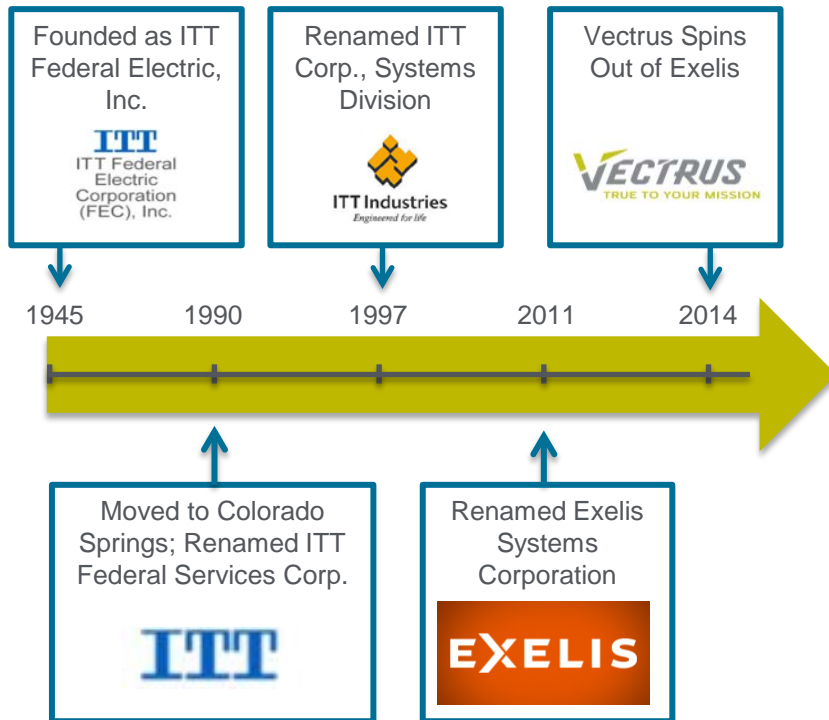 Founded as ITT
Federal Electric,
Inc.
ITT
ITT Federal
Electric
Corporation
(FEC), Inc.
Renamed ITT
Corp., Systems
Division
ITT Industries
Engineered for life
Vectrus Spins
Out of Exelis
VECTRUS
TRUE TO YOUR MISSION
1945
1990
1997
2011
2014
Moved to Colorado
Springs; Renamed ITT
Federal Services Corp.
ITT
Renamed Exelis
Systems
Corporation
EXELIS